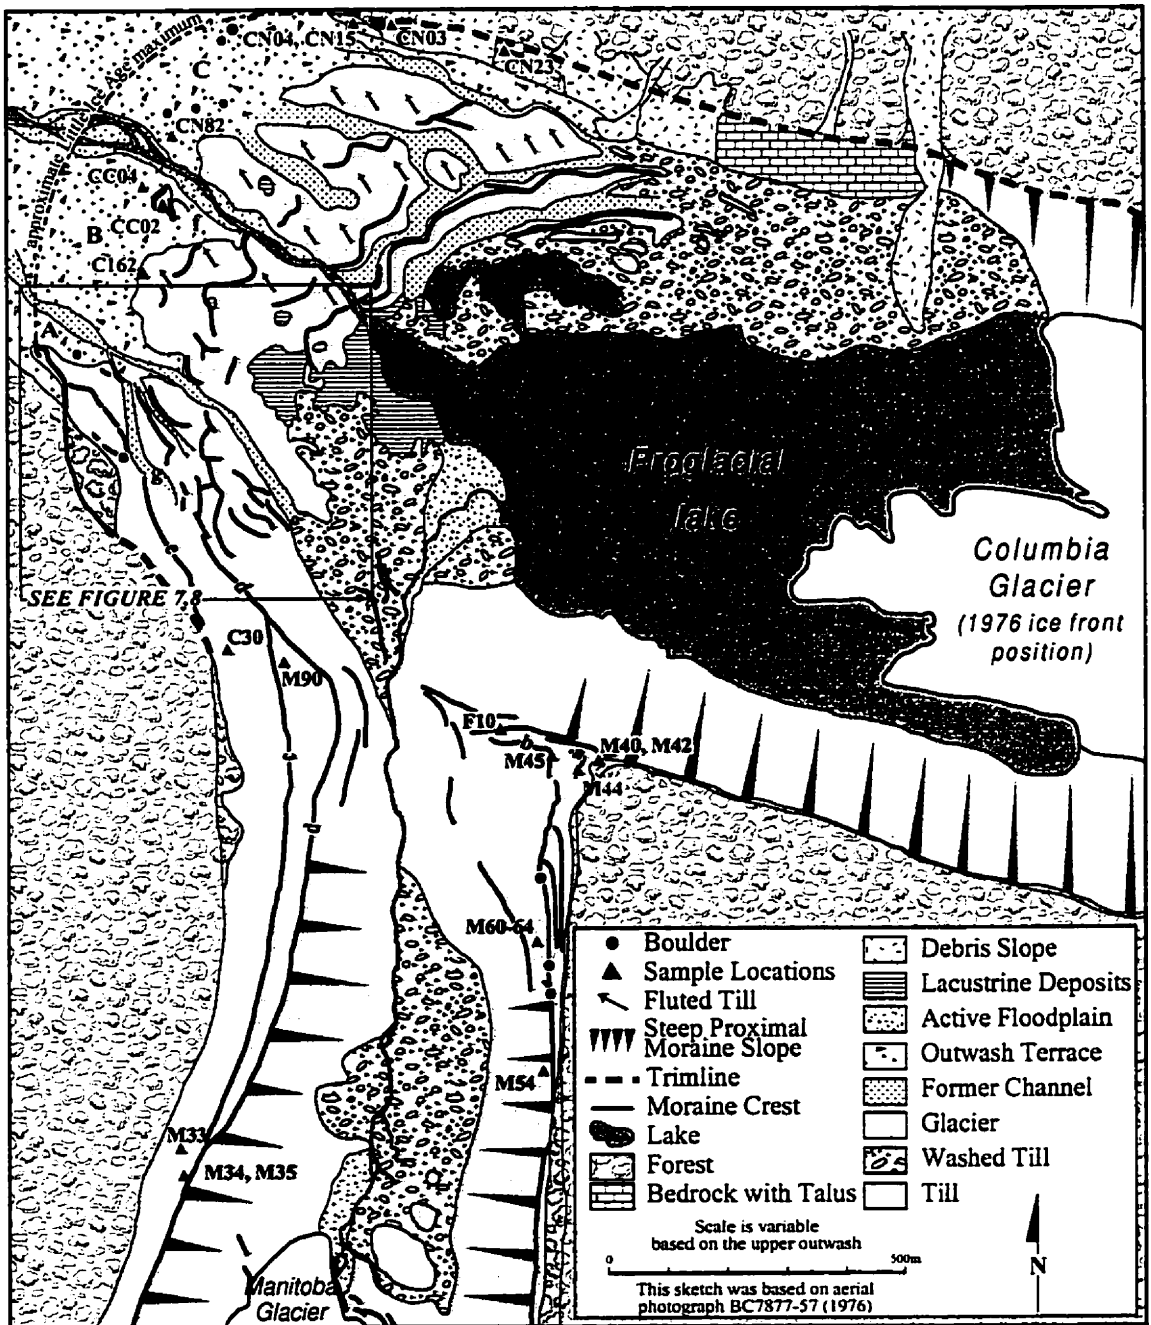 CN04, CN15
CN03
CN23
C
approximate Little Ice Age maximum
CN82
CC04
CC02
B
C162
A
a
g
Proglacial
lake
Columbia
Glacier
(1976 ice front
position)
SEE FIGURE 7,8
C30
M90
F10
b
M45
M40, M42
M44
M60-64
M54
M33
M34, M35
Manitoba
Glacier
Boulder
Sample Locations
Fluted Till
Steep Proximal
Moraine Slope
Trimline
Moraine Crest
Lake
Forest
Bedrock with Talus
Debris Slope
Lacustrine Deposits
Active Floodplain
Outwash Terrace
Former Channel
Glacier
Washed Till
Till
Scale is variable
based on the upper outwash
0 500m
This sketch was based on aerial
photograph BC7877-57 (1976)
N